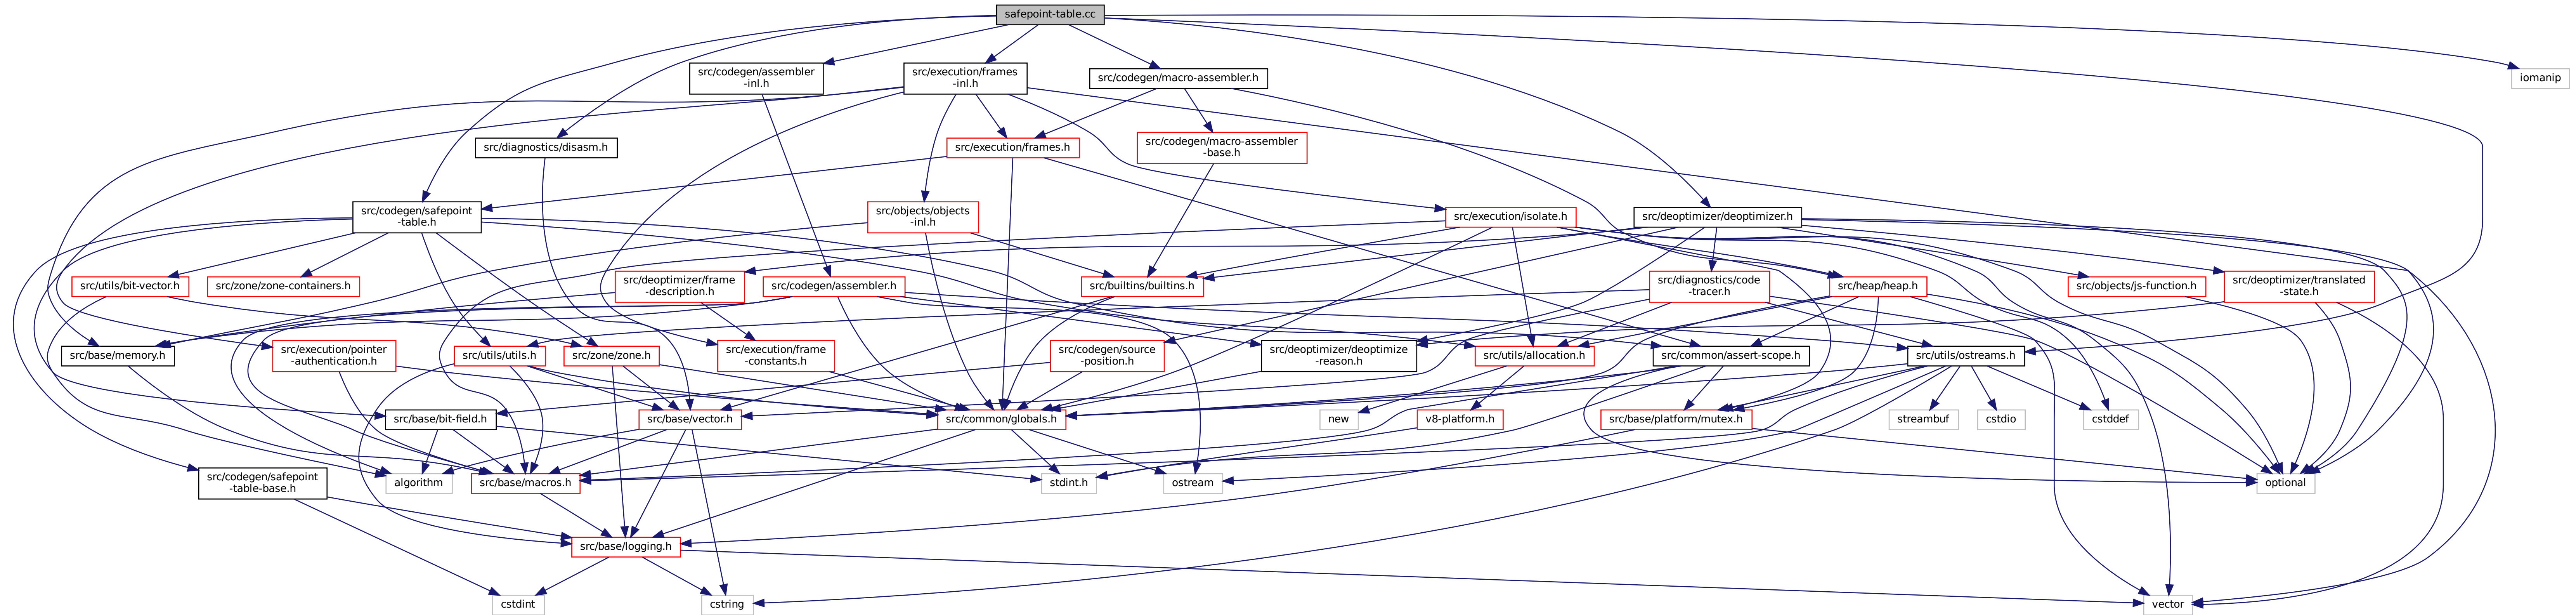 safepoint-table.cc
src/codegen/assembler
-inl.h
src/execution/frames
-inl.h
src/codegen/macro-assembler.h
iomanip
src/diagnostics/disasm.h
src/execution/frames.h
src/codegen/macro-assembler
-base.h
src/codegen/safepoint
-table.h
src/objects/objects
-inl.h
src/execution/isolate.h
src/deoptimizer/deoptimizer.h
src/utils/bit-vector.h
src/zone/zone-containers.h
src/deoptimizer/frame
-description.h
src/codegen/assembler.h
src/builtins/builtins.h
src/diagnostics/code
-tracer.h
src/heap/heap.h
src/objects/js-function.h
src/deoptimizer/translated
-state.h
src/base/memory.h
src/execution/pointer
-authentication.h
src/utils/utils.h
src/zone/zone.h
src/execution/frame
-constants.h
src/codegen/source
-position.h
src/deoptimizer/deoptimize
-reason.h
src/utils/allocation.h
src/common/assert-scope.h
src/utils/ostreams.h
src/base/bit-field.h
src/base/vector.h
src/common/globals.h
new
v8-platform.h
src/base/platform/mutex.h
streambuf
cstdio
cstddef
src/codegen/safepoint
-table-base.h
algorithm
src/base/macros.h
stdint.h
ostream
optional
src/base/logging.h
cstdint
cstring
vector